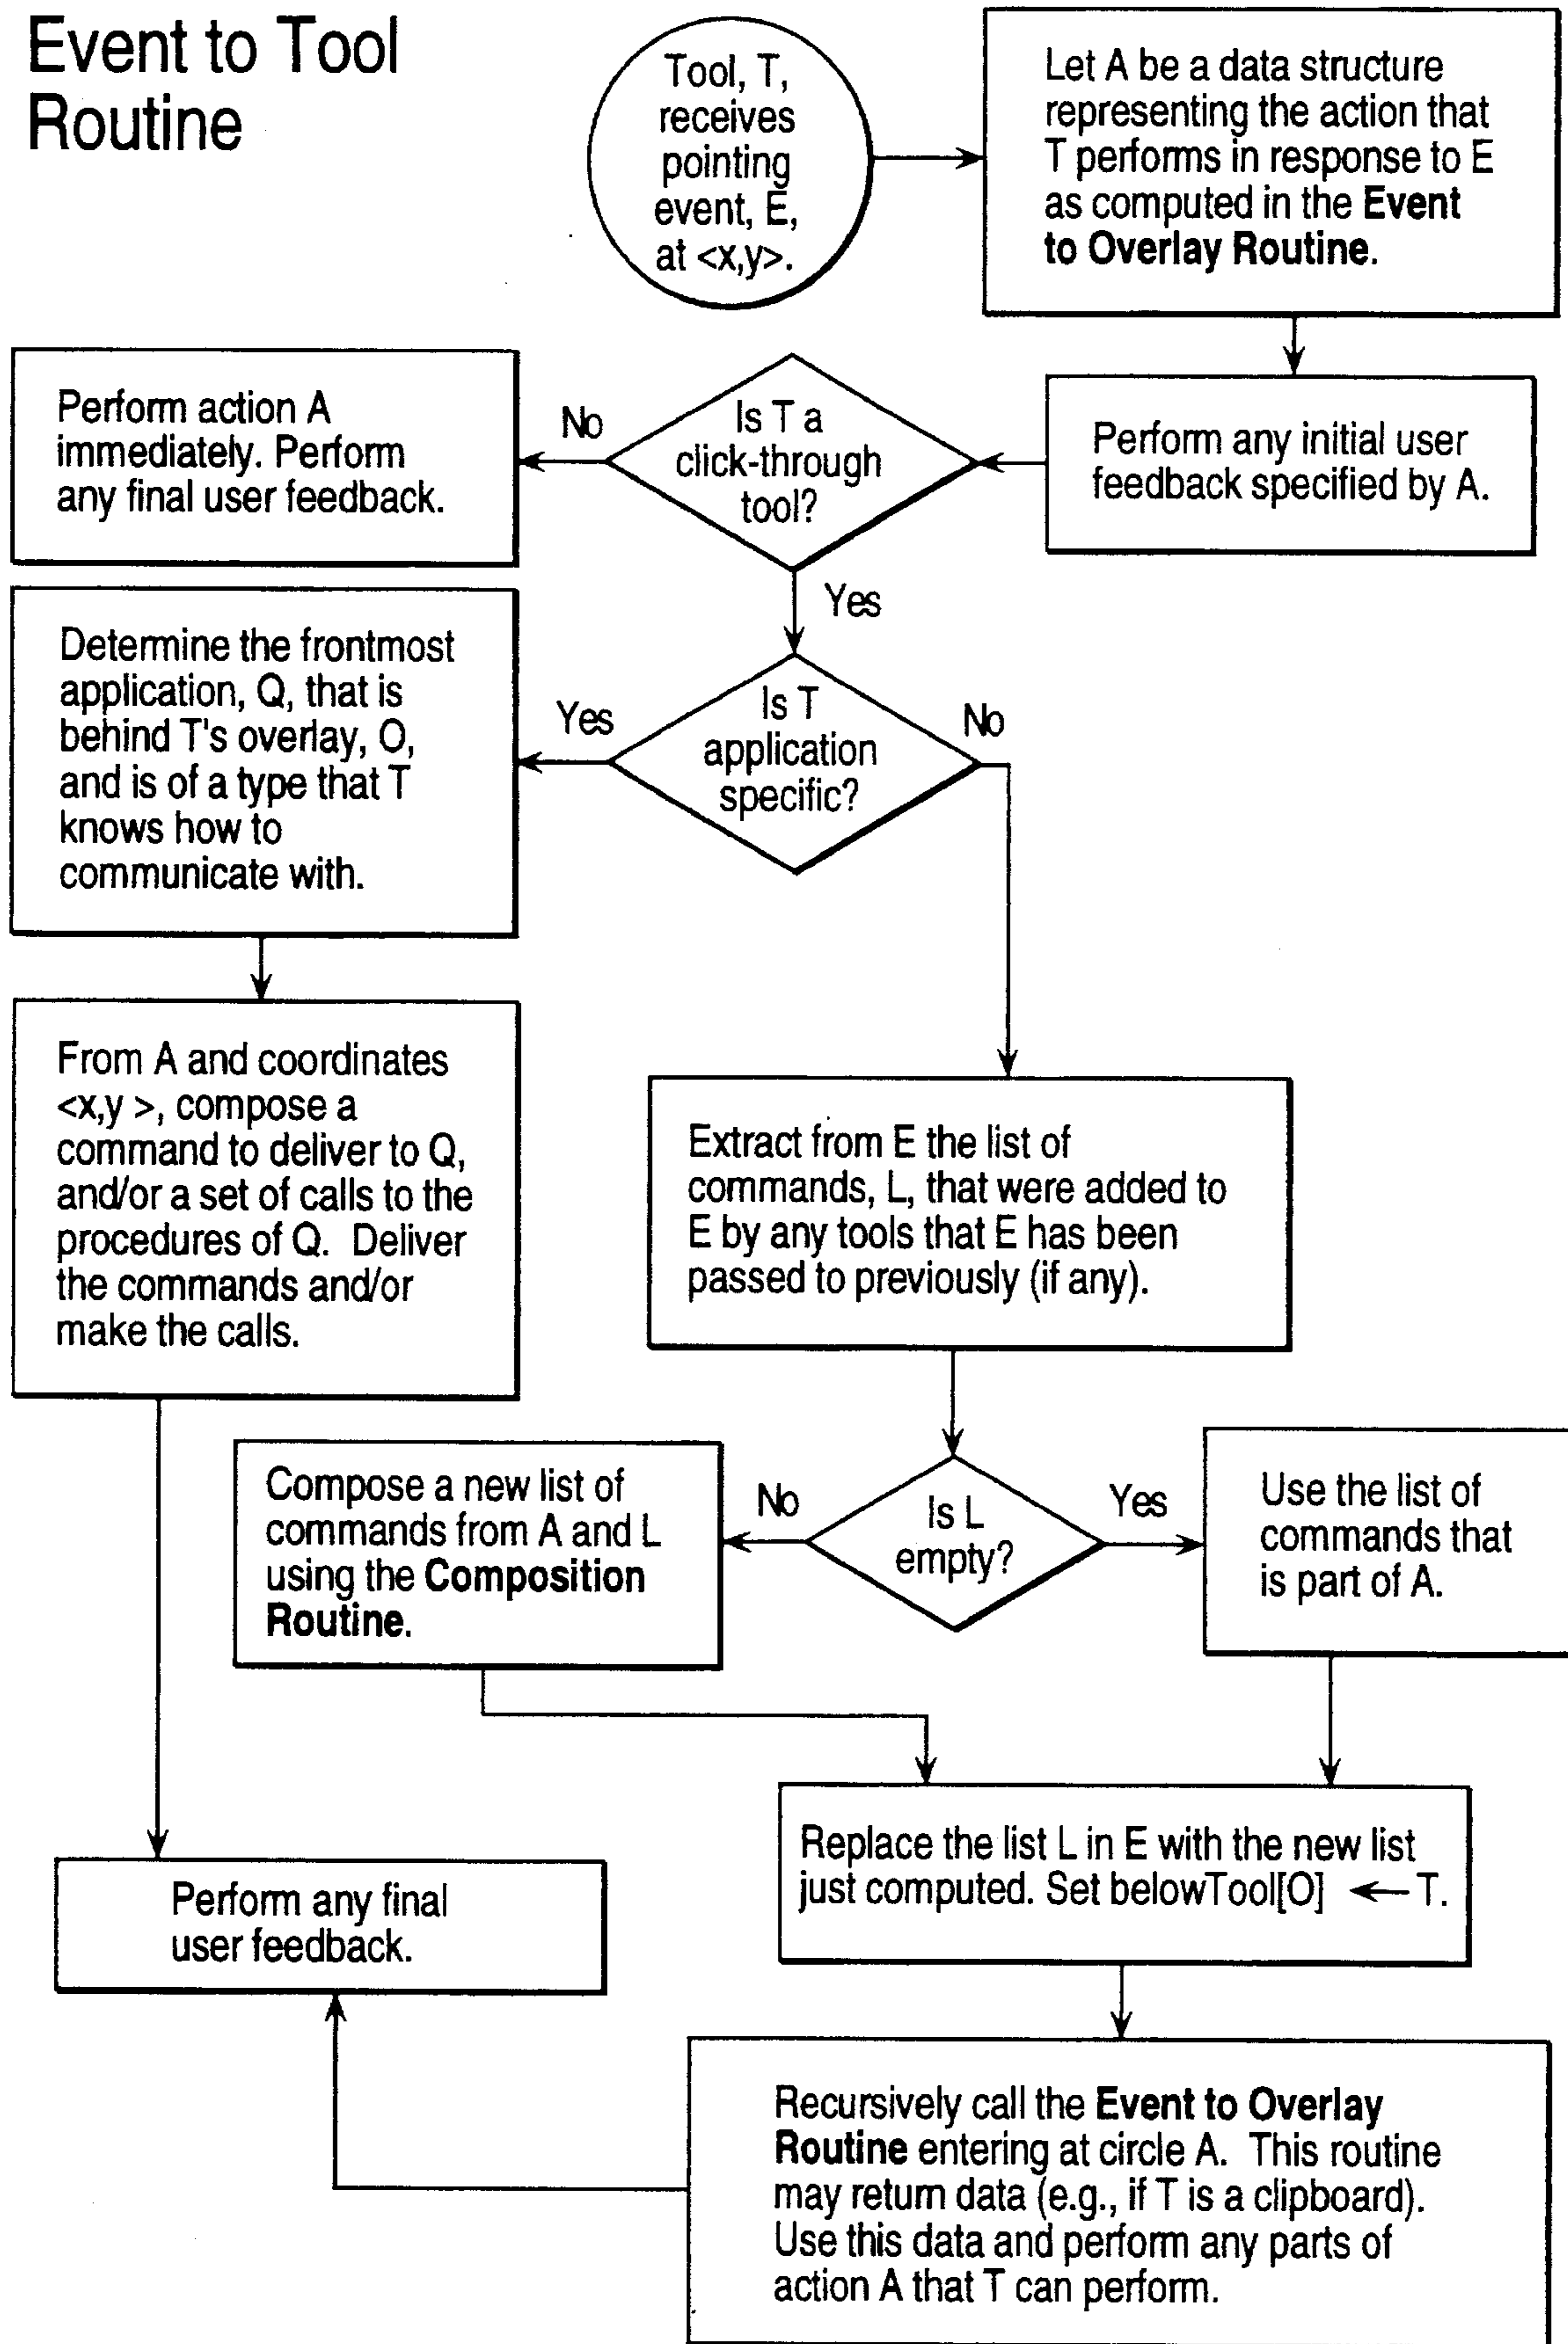 Event to Tool
Routine
Tool, T,
receives
pointing
event, E,
at <x,y>.
Let A be a data structure
representing the action that
T performs in response to E
as computed in the Event
to Overlay Routine.
Perform any initial user
feedback specified by A.
Is T a
click-through
tool?
No
Perform action A
immediately. Perform
any final user feedback.
Yes
Is T
application
specific?
Yes
No
Determine the frontmost
application, Q, that is
behind T's overlay, O,
and is of a type that T
knows how to
communicate with.
From A and coordinates
<x,y >, compose a
command to deliver to Q,
and/or a set of calls to the
procedures of Q. Deliver
the commands and/or
make the calls.
Extract from E the list of
commands, L, that were added to
E by any tools that E has been
passed to previously (if any).
Is L
empty?
No
Yes
Compose a new list of
commands from A and L
using the Composition
Routine.
Use the list of
commands that
is part of A.
Replace the list L in E with the new list
just computed. Set belowTool[O] ← T.
Perform any final
user feedback.
Recursively call the Event to Overlay
Routine entering at circle A. This routine
may return data (e.g., if T is a clipboard).
Use this data and perform any parts of
action A that T can perform.